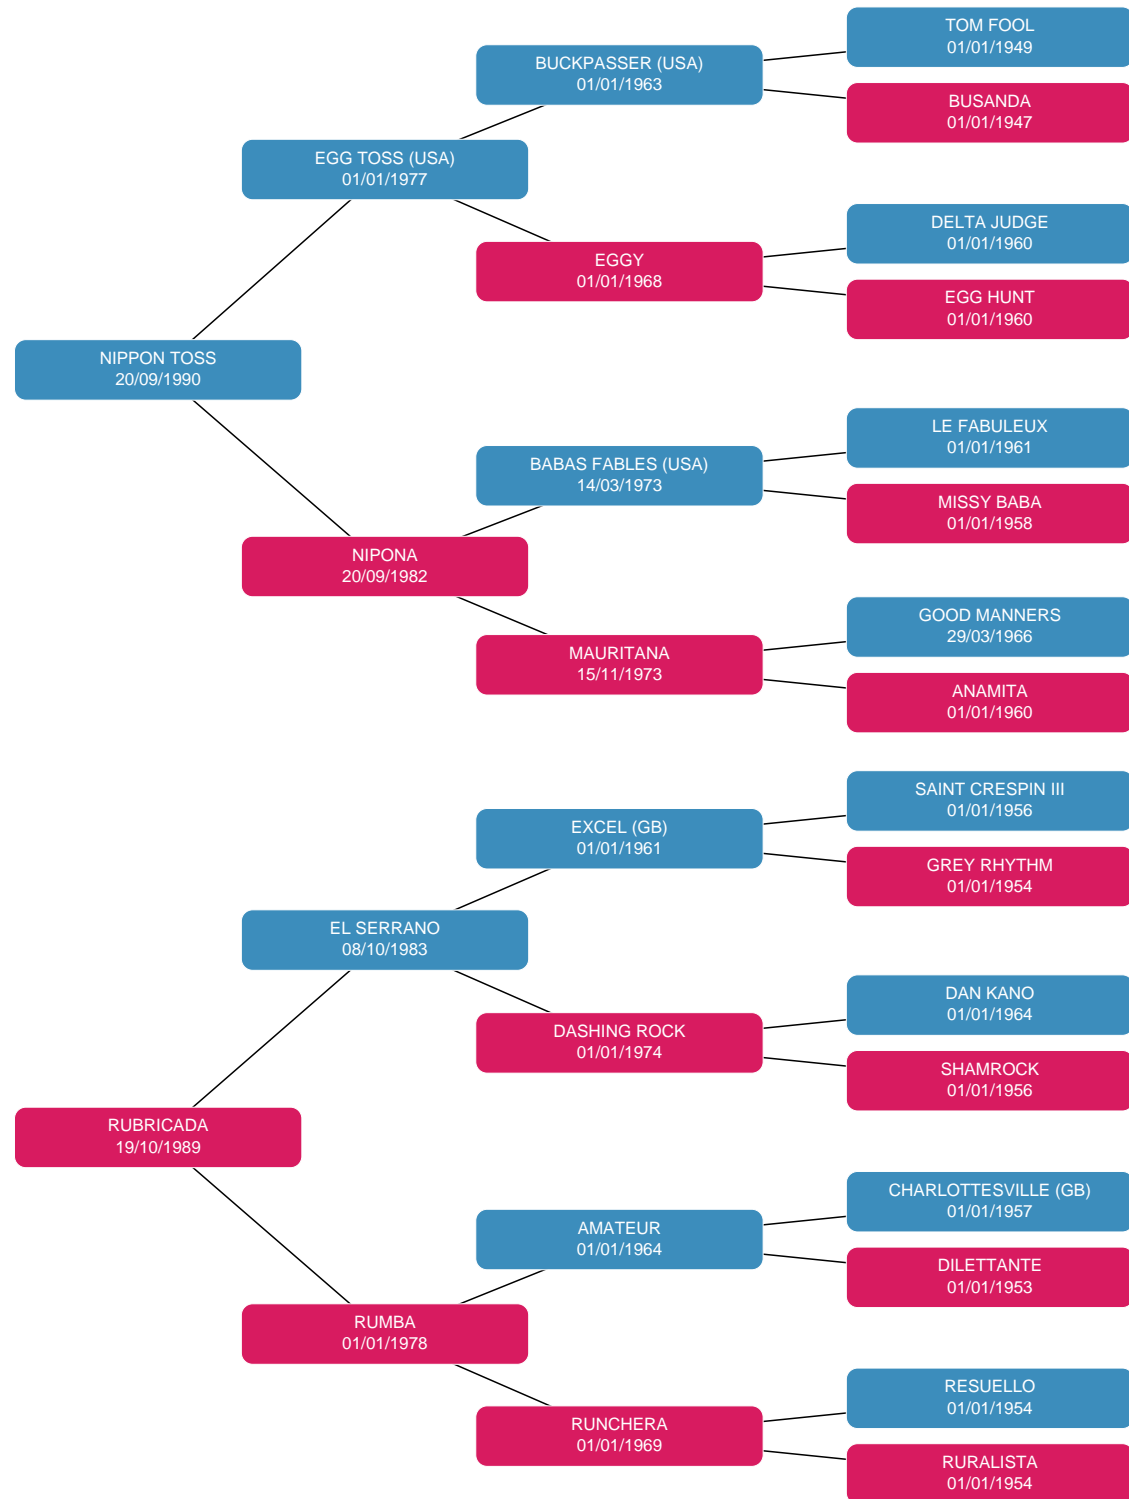 TOM FOOL
01/01/1949
BUCKPASSER (USA)
01/01/1963
BUSANDA
01/01/1947
EGG TOSS (USA)
01/01/1977
DELTA JUDGE
01/01/1960
EGGY
01/01/1968
EGG HUNT
01/01/1960
NIPPON TOSS
20/09/1990
LE FABULEUX
01/01/1961
BABAS FABLES (USA)
14/03/1973
MISSY BABA
01/01/1958
NIPONA
20/09/1982
GOOD MANNERS
29/03/1966
MAURITANA
15/11/1973
ANAMITA
01/01/1960
SAINT CRESPIN III
01/01/1956
EXCEL (GB)
01/01/1961
GREY RHYTHM
01/01/1954
EL SERRANO
08/10/1983
DAN KANO
01/01/1964
DASHING ROCK
01/01/1974
SHAMROCK
01/01/1956
RUBRICADA
19/10/1989
CHARLOTTESVILLE (GB)
01/01/1957
AMATEUR
01/01/1964
DILETTANTE
01/01/1953
RUMBA
01/01/1978
RESUELLO
01/01/1954
RUNCHERA
01/01/1969
RURALISTA
01/01/1954